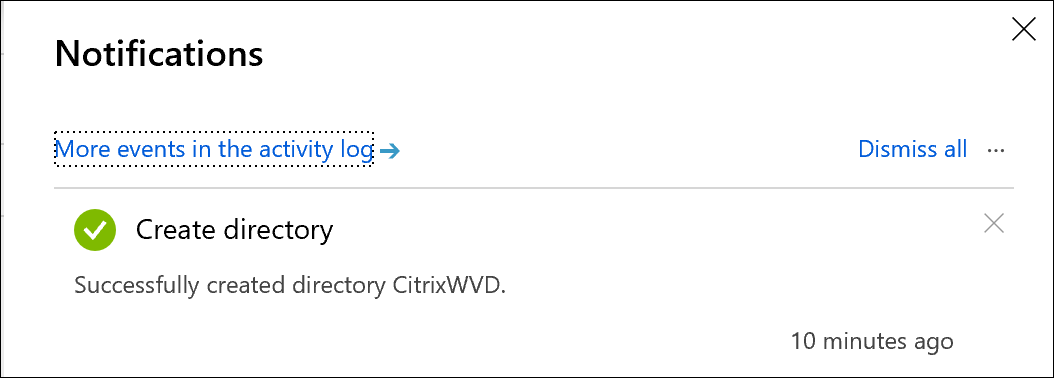 Notifications
More events in the activity log → Dismiss all ...
Create directory
Successfully created directory CitrixWVD.
10 minutes ago